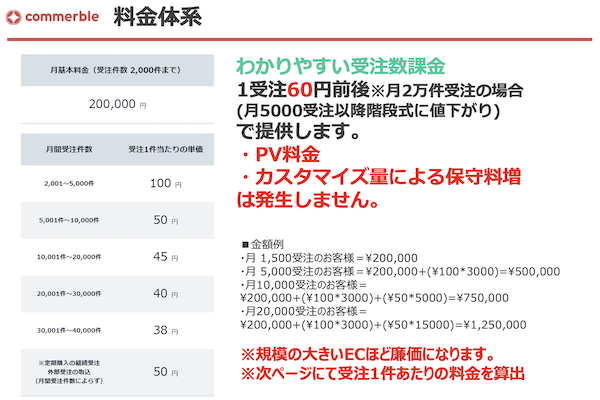 commerble 料金体系
月基本料金（受注件数 2,000件まで）
200,000 円
月間受注件数 受注1件当たりの単価
2,001～5,000件 100 円
5,001件～10,000件 50 円
10,001件～20,000件 45 円
20,001件～30,000件 40 円
30,001件～40,000件 38 円
※定期購入の継続受注
外部受注の取込
（月間受注件数によらず） 50 円
わかりやすい受注数課金
1受注60円前後※月2万件受注の場合
(月5000受注以降階段式に値下がり)
で提供します。
・PV料金
・カスタマイズ量による保守料増
は発生しません。
■金額例
・月 1,500受注のお客様＝¥200,000
・月 5,000受注のお客様＝¥200,000+(¥100*3000)=¥500,000
・月10,000受注のお客様＝
¥200,000+(¥100*3000)+(¥50*5000)=¥750,000
・月20,000受注のお客様＝
¥200,000+(¥100*3000)+(¥50*15000)=¥1,250,000
※規模の大きいECほど廉価になります。
※次ページにて受注1件あたりの料金を算出